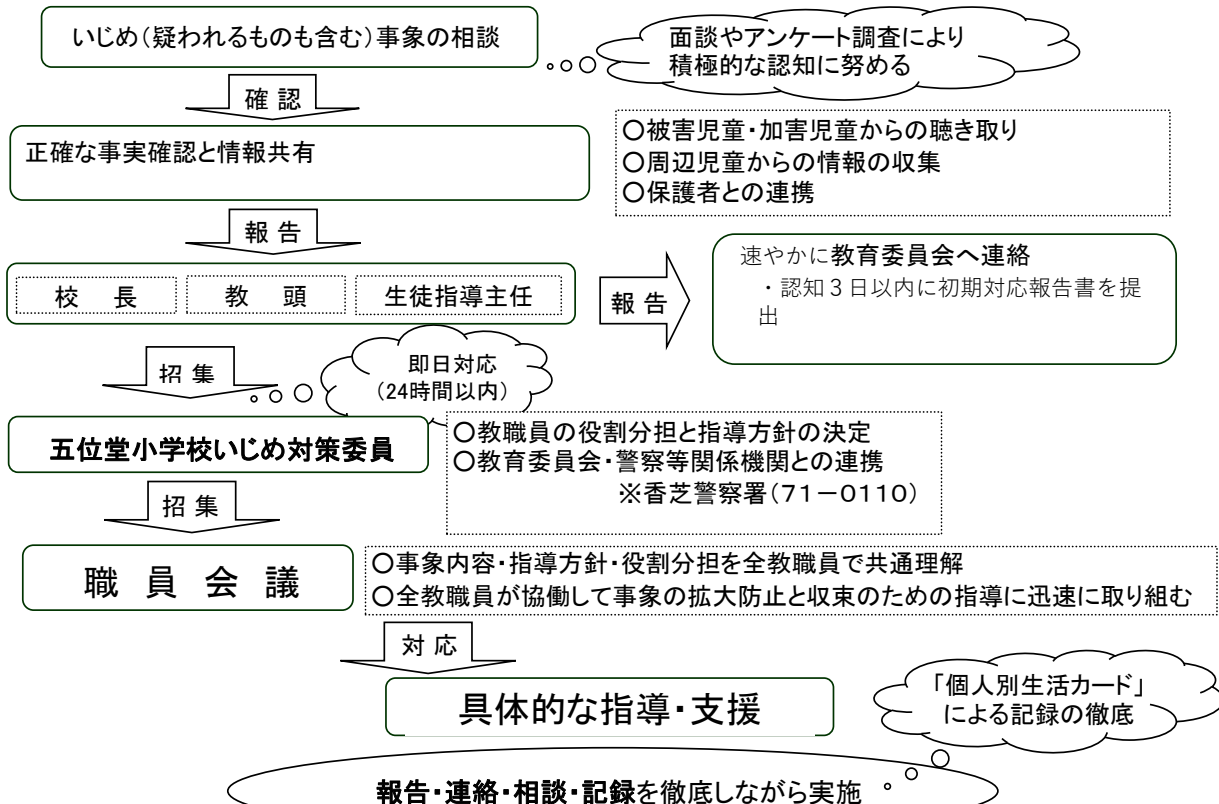 いじめ（疑われるものも含む）事象の相談
面談やアンケート調査により
積極的な認知に努める
確 認
正確な事実確認と情報共有
〇被害児童・加害児童からの聴き取り
〇周辺児童からの情報の収集
〇保護者との連携
報 告
校　長
教　頭
生徒指導主任
報 告
速やかに教育委員会へ連絡
・認知３日以内に初期対応報告書を提
出
招 集
即日対応
（24時間以内）
五位堂小学校いじめ対策委員
〇教職員の役割分担と指導方針の決定
〇教育委員会・警察等関係機関との連携
※香芝警察署（７１－０１１０）
招 集
職 員 会 議
〇事象内容・指導方針・役割分担を全教職員で共通理解
〇全教職員が協働して事象の拡大防止と収束のための指導に迅速に取り組む
対 応
具体的な指導・支援
「個人別生活カード」
による記録の徹底
報告・連絡・相談・記録を徹底しながら実施